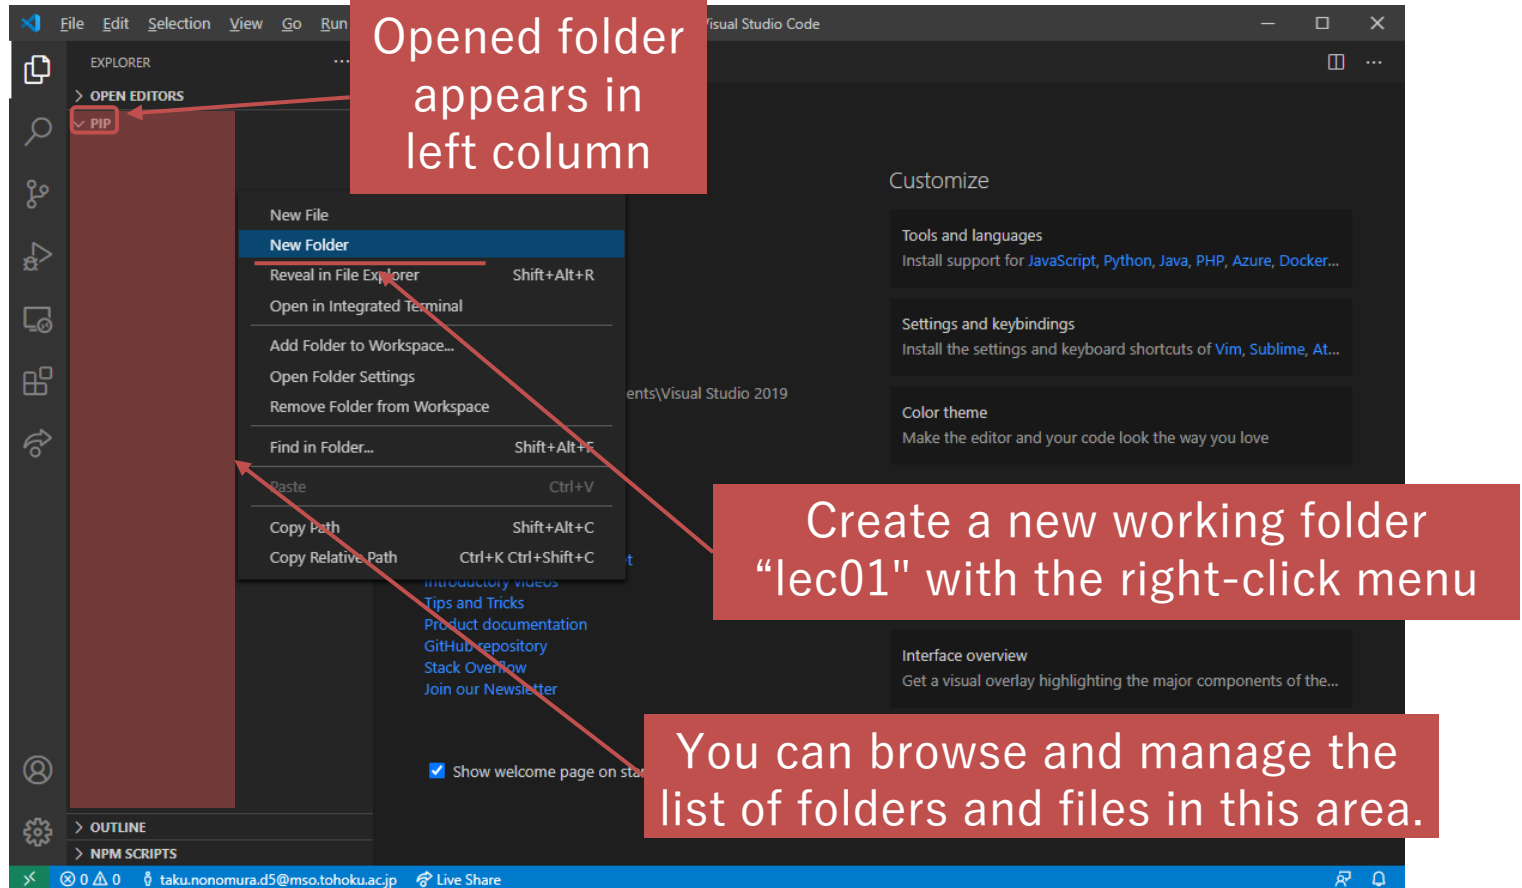 File Edit Selection View Go Run
Visual Studio Code
Opened folder
appears in
left column
EXPLORER
OPEN EDITORS
PIP
New File
New Folder
Reveal in File Explorer Shift+Alt+R
Open in Integrated Terminal
Add Folder to Workspace...
Open Folder Settings
Remove Folder from Workspace
Find in Folder... Shift+Alt+F
Paste Ctrl+V
Copy Path Shift+Alt+C
Copy Relative Path Ctrl+K Ctrl+Shift+C
ents\Visual Studio 2019
Customize
Tools and languages
Install support for JavaScript, Python, Java, PHP, Azure, Docker...
Settings and keybindings
Install the settings and keyboard shortcuts of Vim, Sublime, At...
Color theme
Make the editor and your code look the way you love
Create a new working folder
“lec01" with the right-click menu
Introductory videos
Tips and Tricks
Product documentation
GitHub repository
Stack Overflow
Join our Newsletter
Interface overview
Get a visual overlay highlighting the major components of the...
You can browse and manage the
list of folders and files in this area.
Show welcome page on star
OUTLINE
NPM SCRIPTS
0 0 taku.nonomura.d5@mso.tohoku.ac.jp Live Share